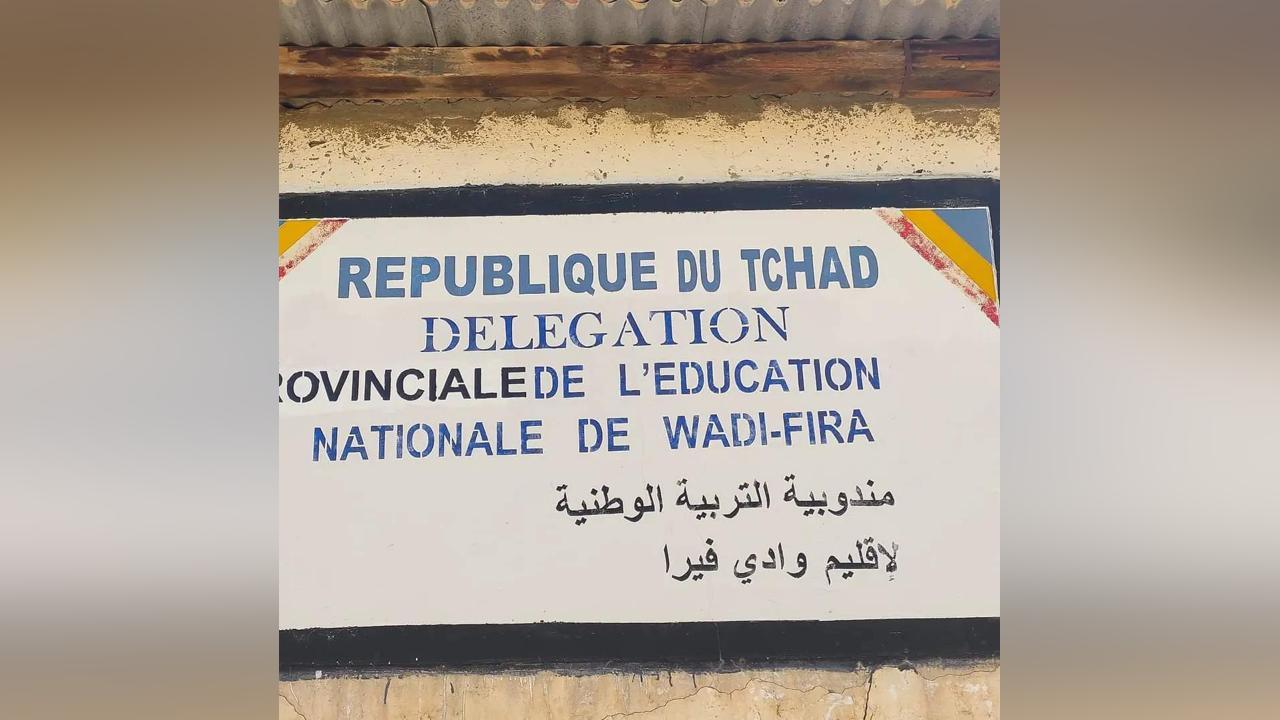 REPUBLIQUE DU TCHAD
DELEGATION
ROVINCIALE DE L'EDUCATION
NATIONALE DE WADI-FIRA
مندوبية التربية الوطنية
لإقليم وادي فيرا